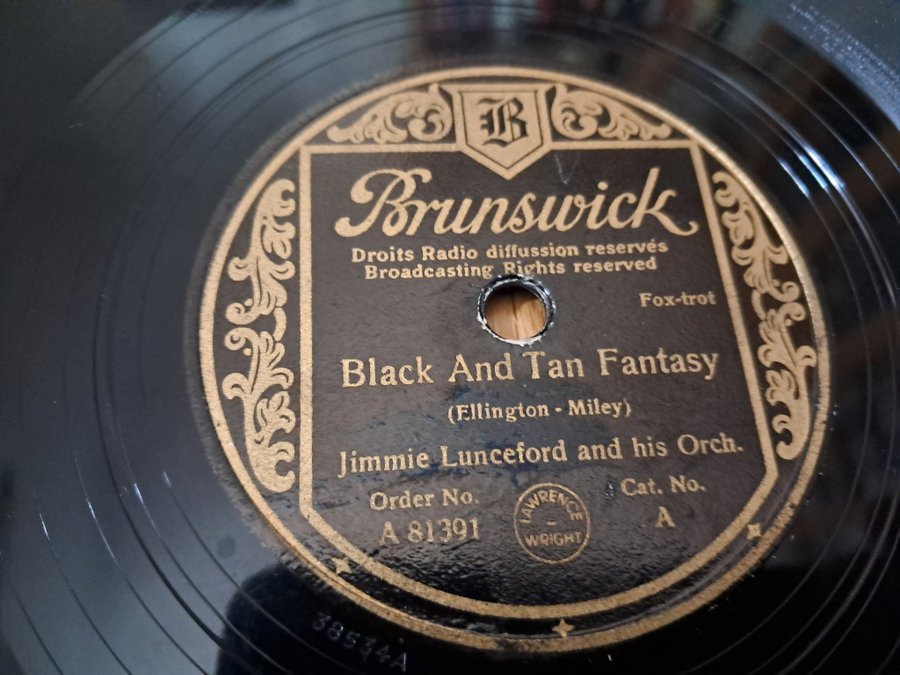 B
Brunswick
Droits Radio diffussion reservés
Broadcasting Rights reserved
Fox-trot
Black And Tan Fantasy
(Ellington - Miley)
Jimmie Lunceford and his Orch.
Order No.
A 81391
LAWRENCE
-
WRIGHT
Cat. No.
A
38534A